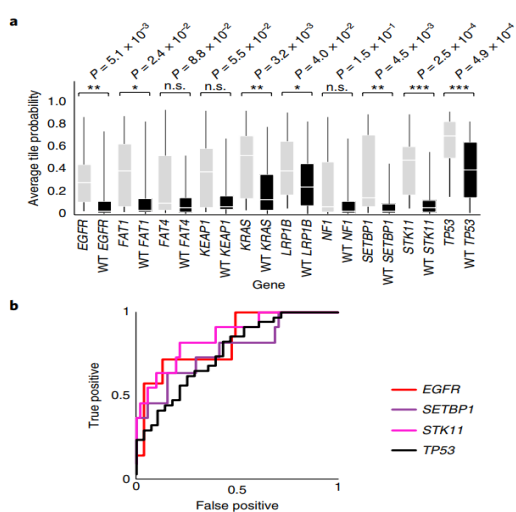 a
P = 5.1 × 10⁻³
P = 2.4 × 10⁻²
P = 8.8 × 10⁻²
P = 5.5 × 10⁻²
P = 3.2 × 10⁻³
P = 4.0 × 10⁻²
P = 1.5 × 10⁻¹
P = 4.5 × 10⁻³
P = 2.5 × 10⁻⁴
P = 4.9 × 10⁻⁴
** * n.s. n.s. ** * n.s. ** *** ***
Average tile probability
1.0
0.8
0.6
0.4
0.2
0
EGFR
WT EGFR
FAT1
WT FAT1
FAT4
WT FAT4
KEAP1
WT KEAP1
KRAS
WT KRAS
LRP1B
WT LRP1B
NF1
WT NF1
SETBP1
WT SETBP1
STK11
WT STK11
TP53
WT TP53
Gene
b
True positive
1
0.5
0
0 0.5 1
False positive
EGFR
SETBP1
STK11
TP53